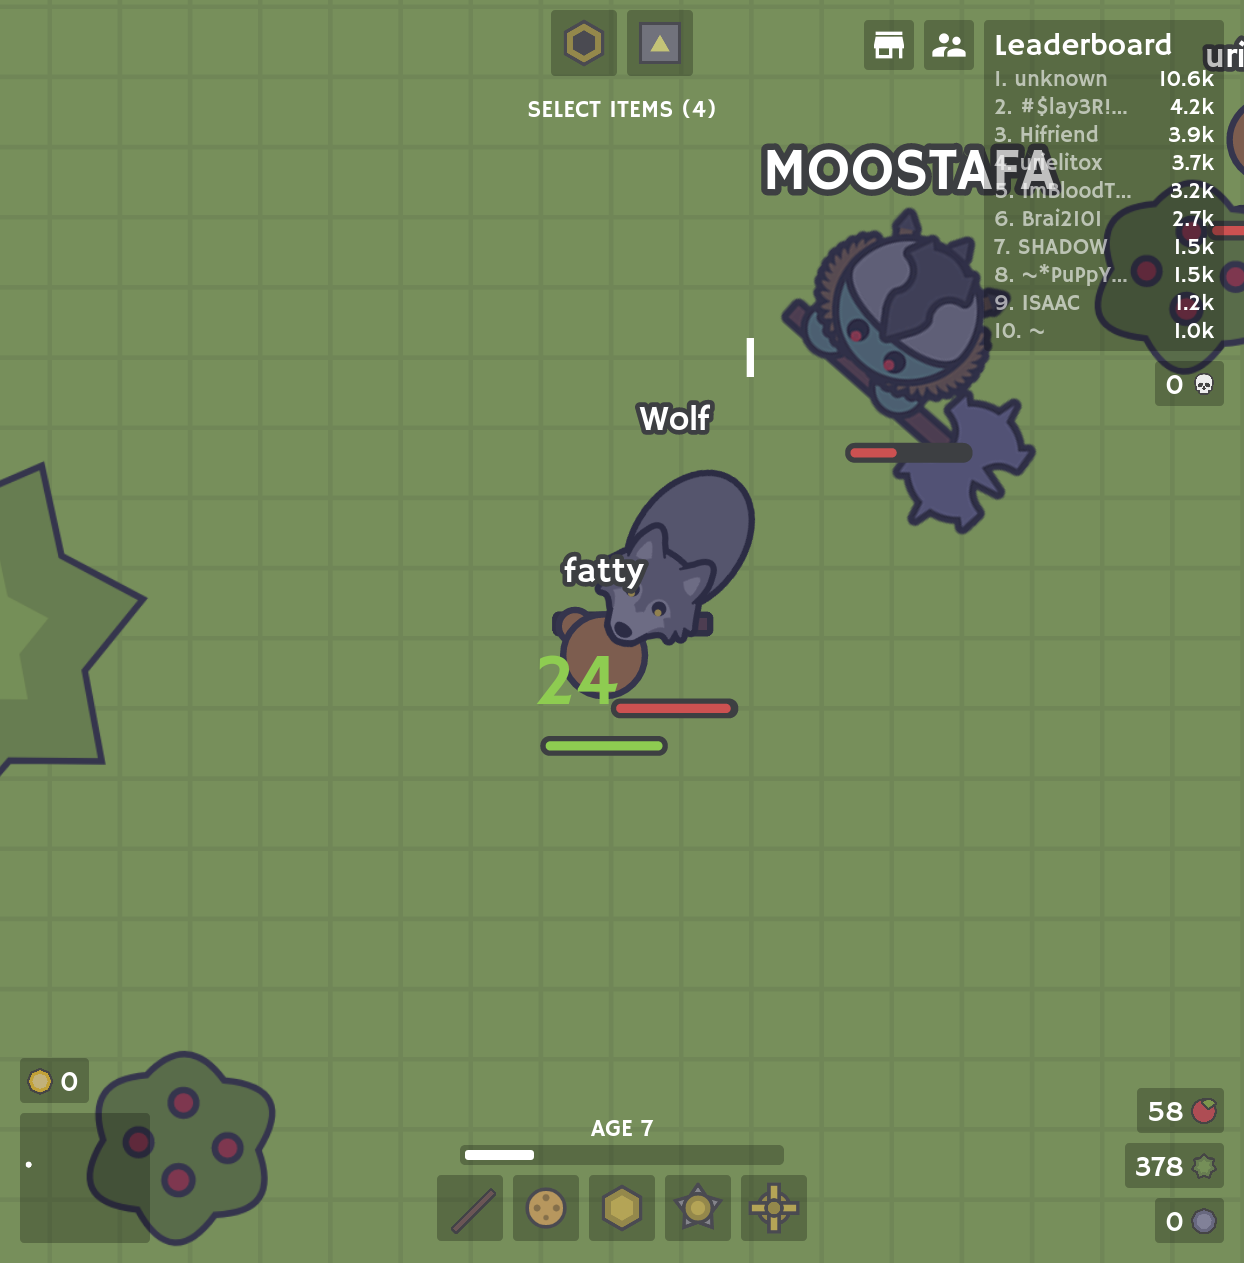 SELECT ITEMS (4)
Leaderboard
uri
1. unknown 10.6k
2. #$lay3R!... 4.2k
3. Hifriend 3.9k
4. urielitox 3.7k
5. ImBloodT... 3.2k
6. Brai2101 2.7k
7. SHADOW 1.5k
8. ~*PuPpY... 1.5k
9. ISAAC 1.2k
10. ~ 1.0k
MOOSTAFA
0
Wolf
fatty
24
0
58
AGE 7
378
0